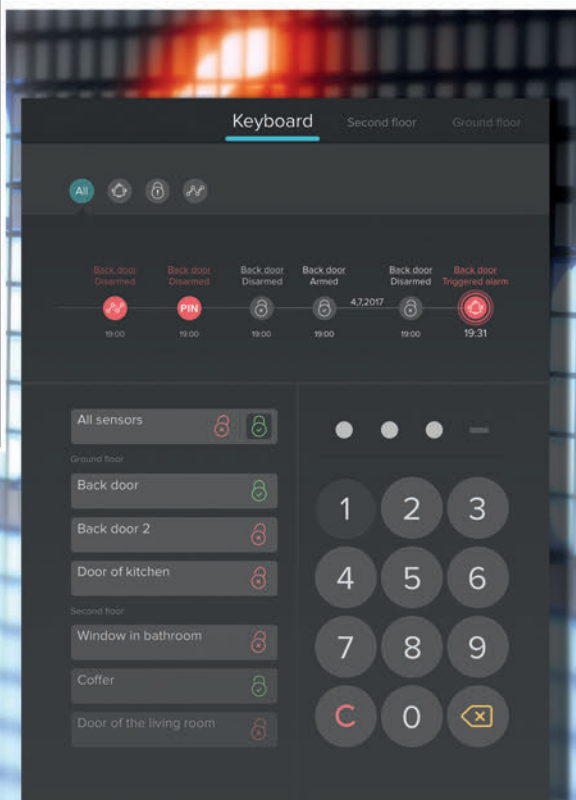 Keyboard Second floor Ground floor
All
Back door Back door Back door Back door Back door Back door
Disarmed Disarmed Disarmed Armed Disarmed Triggered alarm
PIN 4,7,2017
19:00 19:00 19:00 19:00 19:00 19:31
All sensors
Ground floor
Back door
Back door 2
Door of kitchen
Second floor
Window in bathroom
Coffer
Door of the living room
1 2 3
4 5 6
7 8 9
C 0